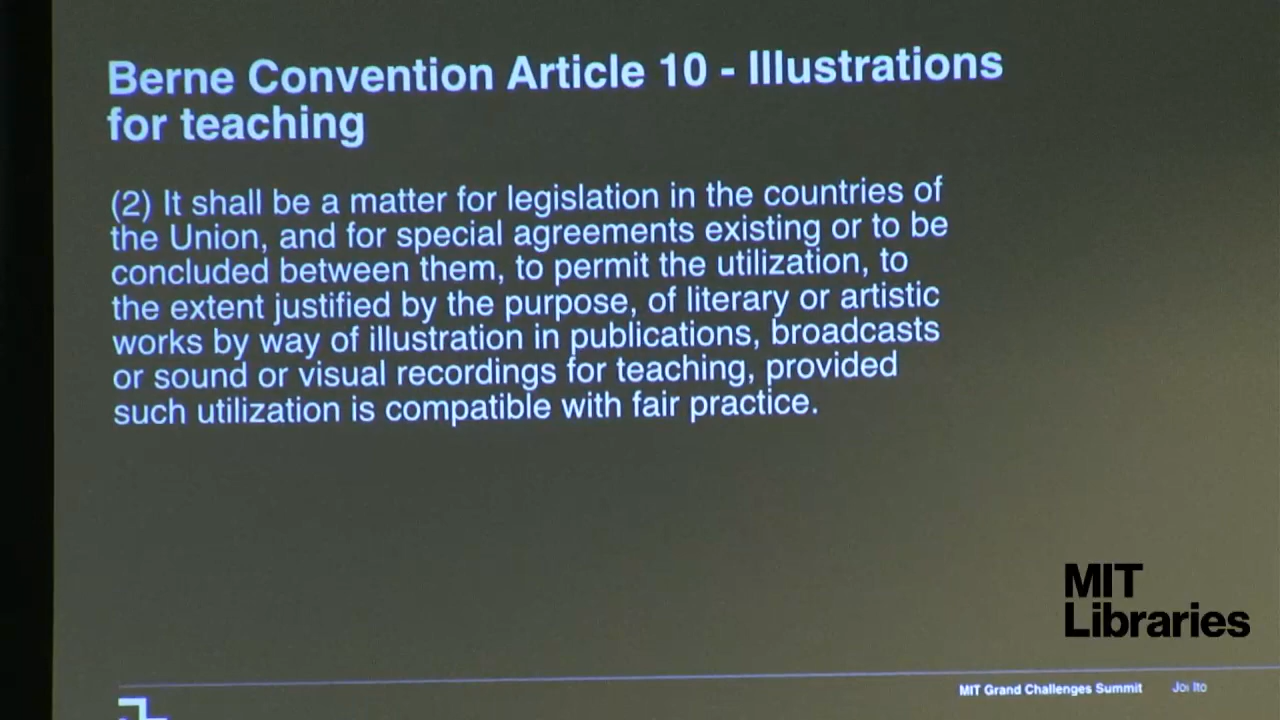 Berne Convention Article 10 - Illustrations
for teaching
(2) It shall be a matter for legislation in the countries of
the Union, and for special agreements existing or to be
concluded between them, to permit the utilization, to
the extent justified by the purpose, of literary or artistic
works by way of illustration in publications, broadcasts
or sound or visual recordings for teaching, provided
such utilization is compatible with fair practice.
MIT
Libraries
MIT Grand Challenges Summit Joi Ito